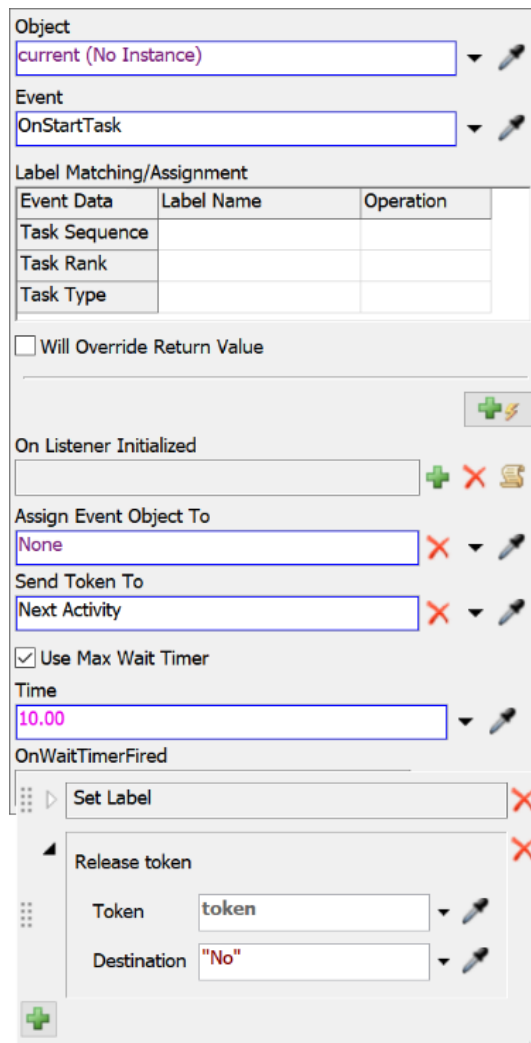 Object
current (No Instance)
Event
OnStartTask
Label Matching/Assignment
Event Data Label Name Operation
Task Sequence
Task Rank
Task Type
Will Override Return Value
On Listener Initialized
Assign Event Object To
None
Send Token To
Next Activity
Use Max Wait Timer
Time
10.00
OnWaitTimerFired
Set Label
Release token
Token token
Destination "No"